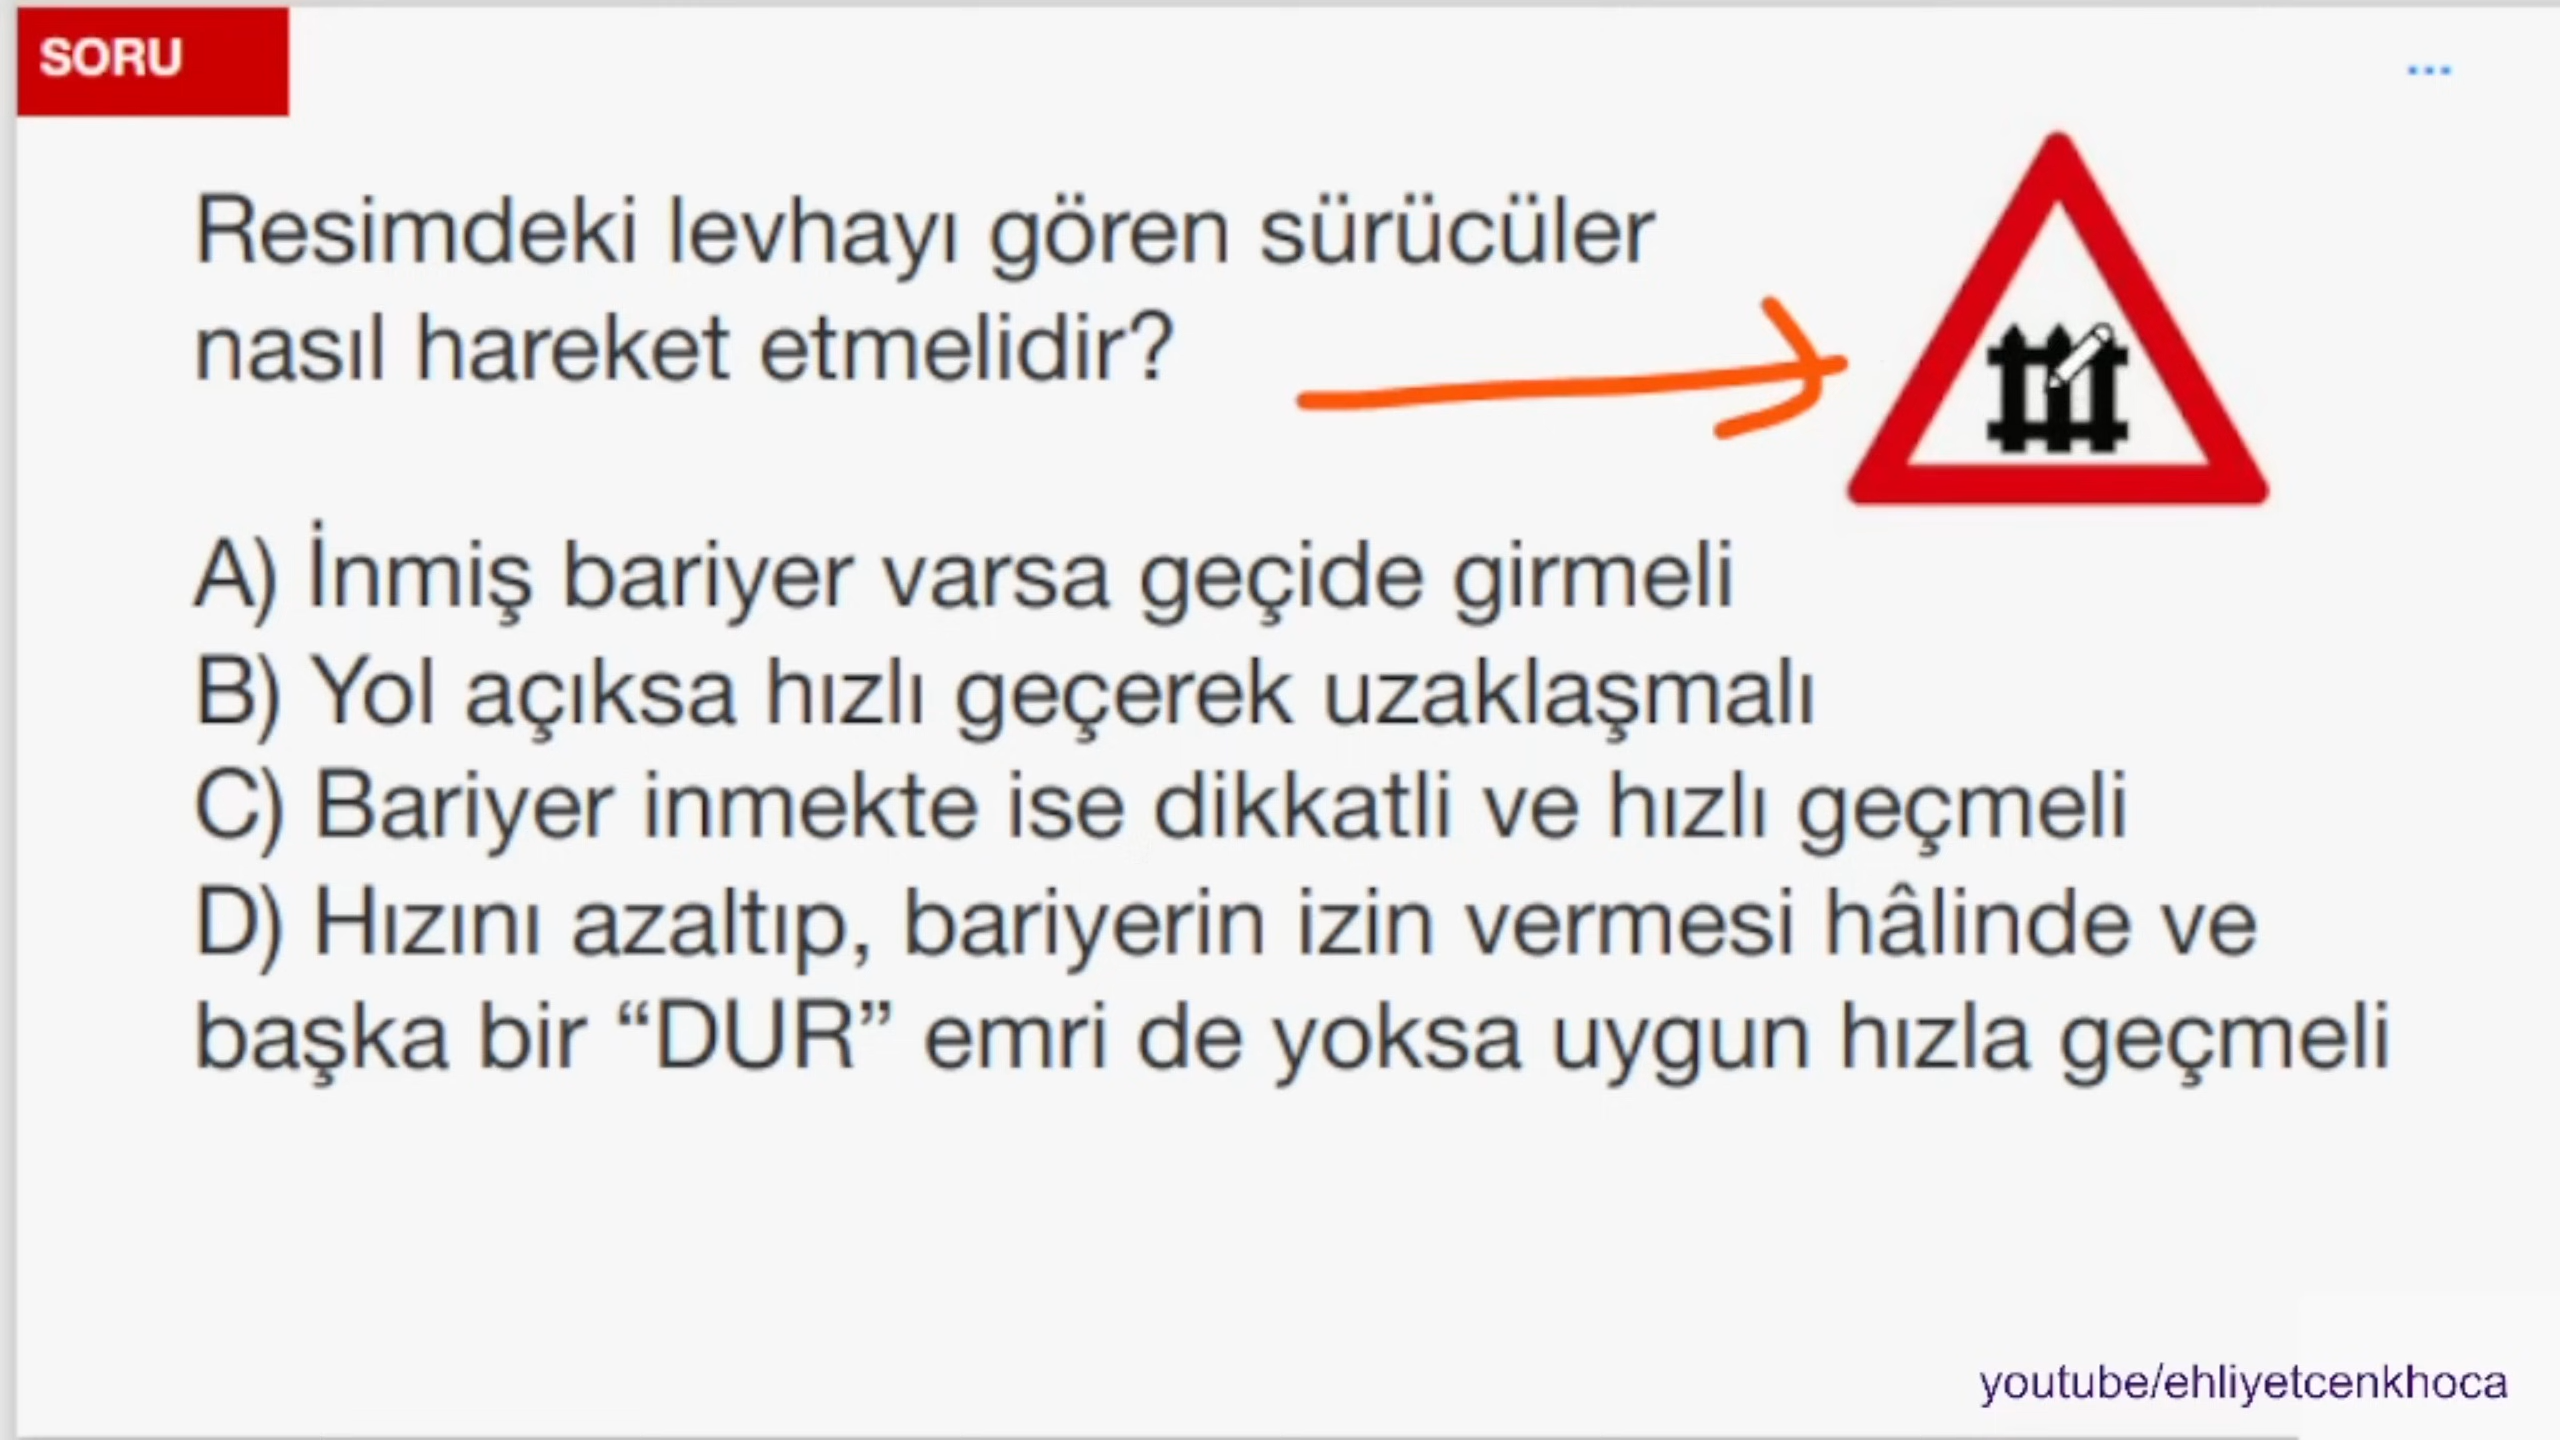 SORU
Resimdeki levhayı gören sürücüler
nasıl hareket etmelidir?
A) İnmiş bariyer varsa geçide girmeli
B) Yol açıksa hızlı geçerek uzaklaşmalı
C) Bariyer inmekte ise dikkatli ve hızlı geçmeli
D) Hızını azaltıp, bariyerin izin vermesi hâlinde ve
başka bir “DUR” emri de yoksa uygun hızla geçmeli
youtube/ehliyetcenkhoca